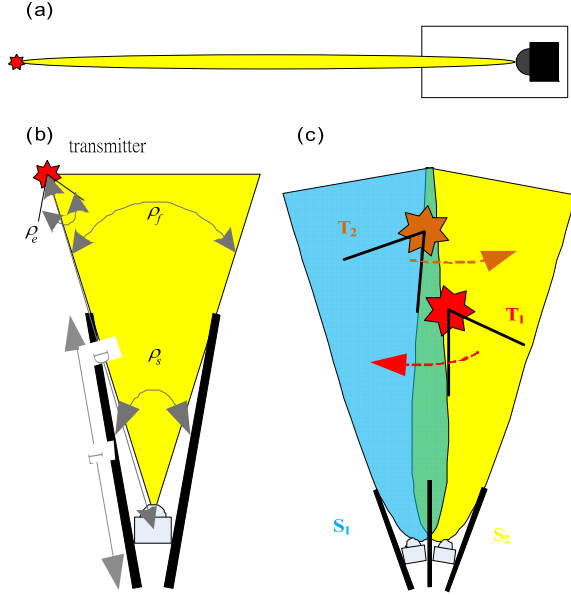 (a)
(b)
(c)
transmitter
ρf
ρe
T2
T1
D
ρs
L
S1
S2